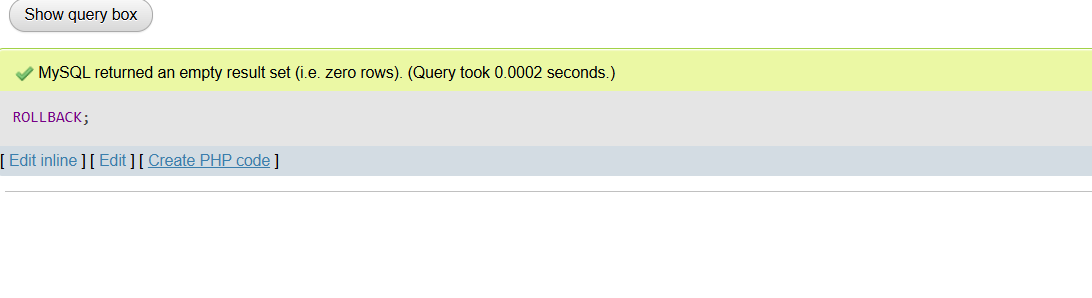 Show query box
MySQL returned an empty result set (i.e. zero rows). (Query took 0.0002 seconds.)
ROLLBACK;
[ Edit inline ] [ Edit ] [ Create PHP code ]